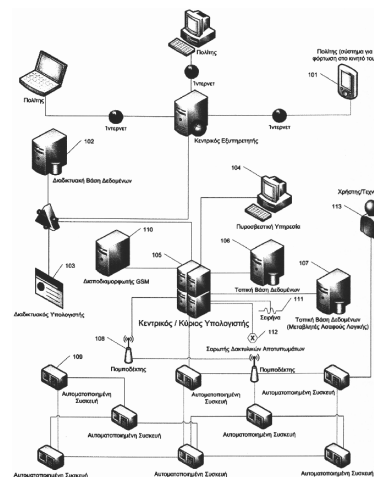 Πολίτης
Πολίτης (σύστημα για
φόρτωση στο κινητό του
101
Πολίτης
Ίντερνετ
Ίντερνετ
Ίντερνετ
Κεντρικός Εξυπηρετητής
102
Διαδικτυακή Βάση Δεδομένων
104
Χρήστης/Τεχν
Πυροσβεστική Υπηρεσία
113
110
105
106
103
Διαποδιαμορφωτής GSM
107
Τοπική Βάση Δεδομένων
Διαδικτυακός Υπολογιστής
111
Σειρήνα
Τοπική Βάση Δεδομένων
(Μεταβλητές Ασαφούς Λογικής)
Κεντρικός / Κύριος Υπολογιστής
112
108
Σαρωτής Δακτυλικών Αποτυπωμάτων
109
Πομποδέκτης
Πομποδέκτης
Αυτοματοποιημένη Συσκευή
Αυτοματοποιημένη
Συσκευή
Αυτοματοποιημένη Συσκευή
Αυτοματοποιημένη Συσκευή
Αυτοματοποιημένη Συσκευή
Αυτοματοποιημένη Συσκευή
Αυτοματοποιημένη Συσκευή
Αυτοματοποιημένη Συσκευή
Αυτοματοποιημένη Συσκευή